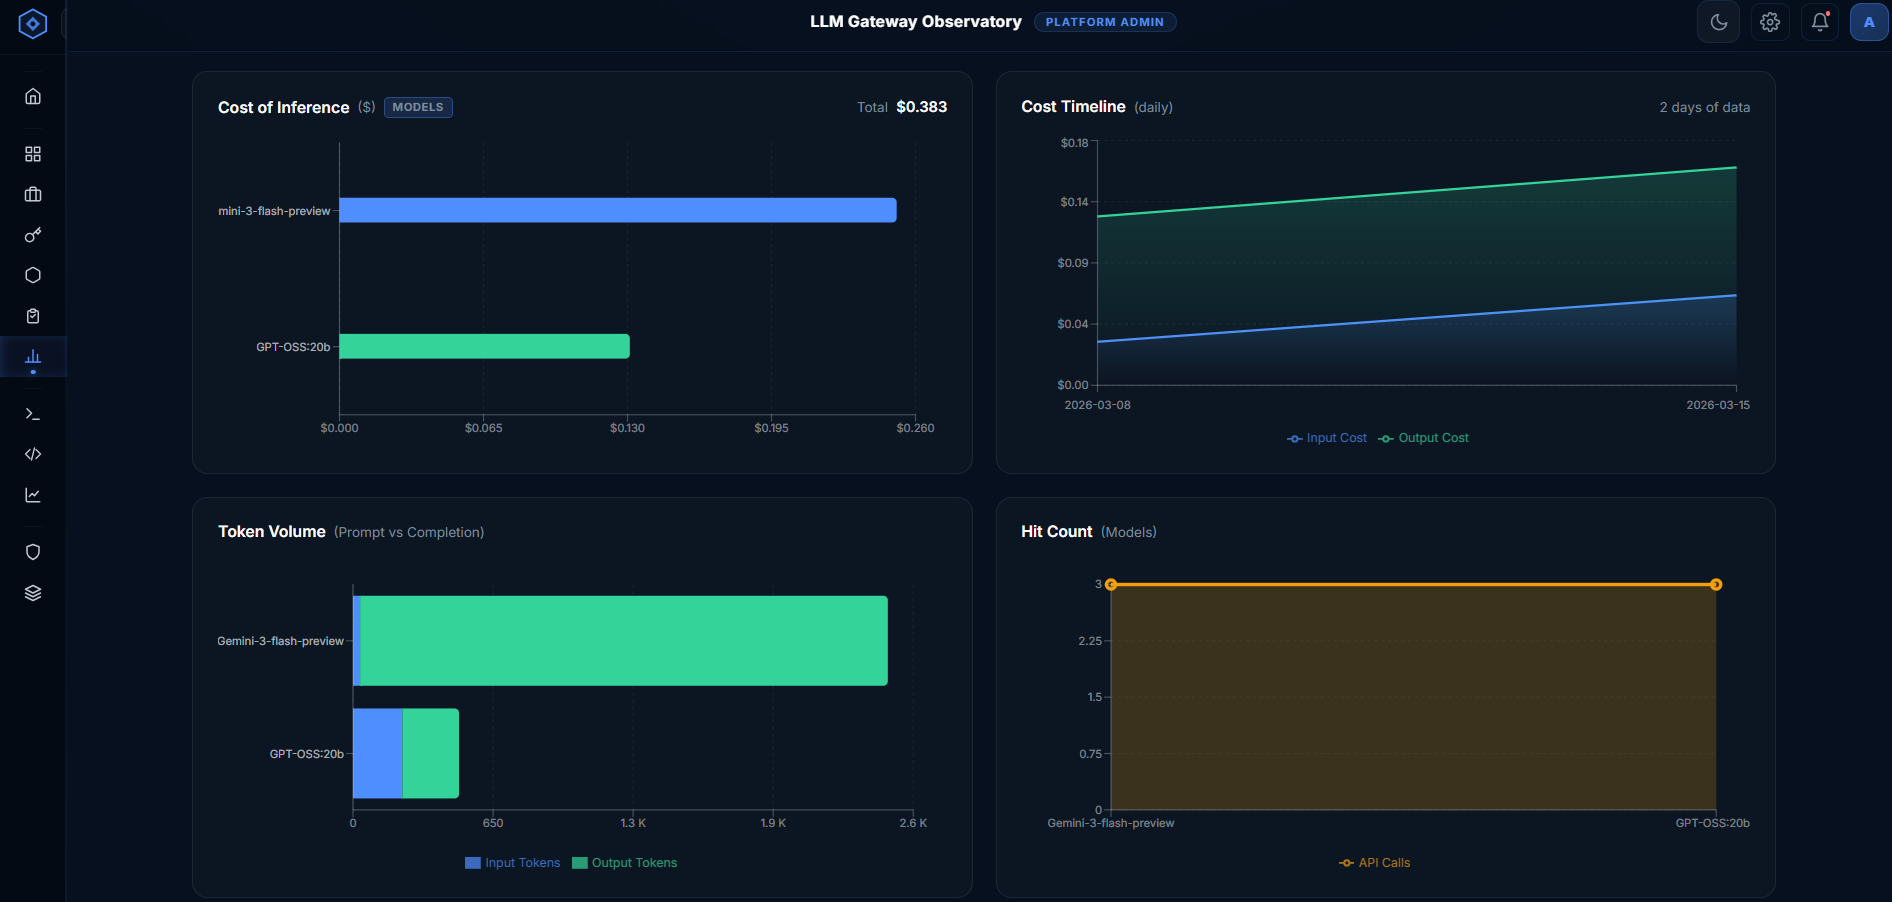 LLM Gateway Observatory PLATFORM ADMIN
A
Cost of Inference ($) MODELS Total $0.383
mini-3-flash-preview
GPT-OSS:20b
$0.000 $0.065 $0.130 $0.195 $0.260
Cost Timeline (daily) 2 days of data
$0.18
$0.14
$0.09
$0.04
$0.00
2026-03-08 2026-03-15
Input Cost Output Cost
Token Volume (Prompt vs Completion)
Gemini-3-flash-preview
GPT-OSS:20b
0 650 1.3 K 1.9 K 2.6 K
Input Tokens Output Tokens
Hit Count (Models)
3
2.25
1.5
0.75
0
Gemini-3-flash-preview GPT-OSS:20b
API Calls